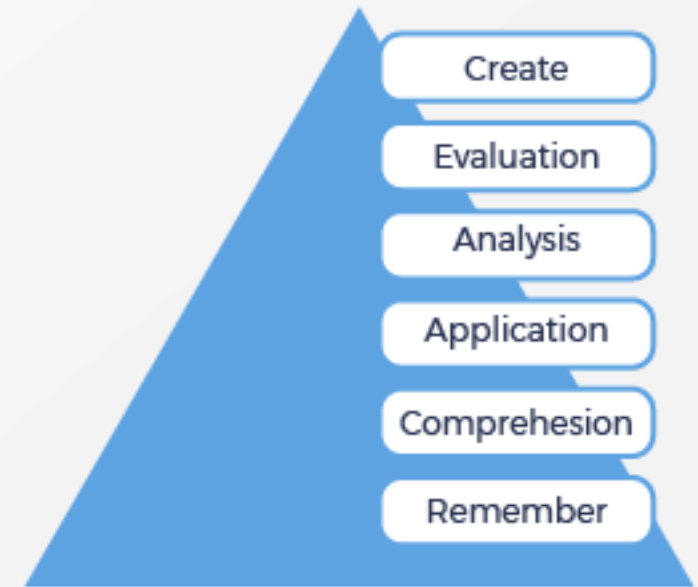 Create
Evaluation
Analysis
Application
Comprehesion
Remember